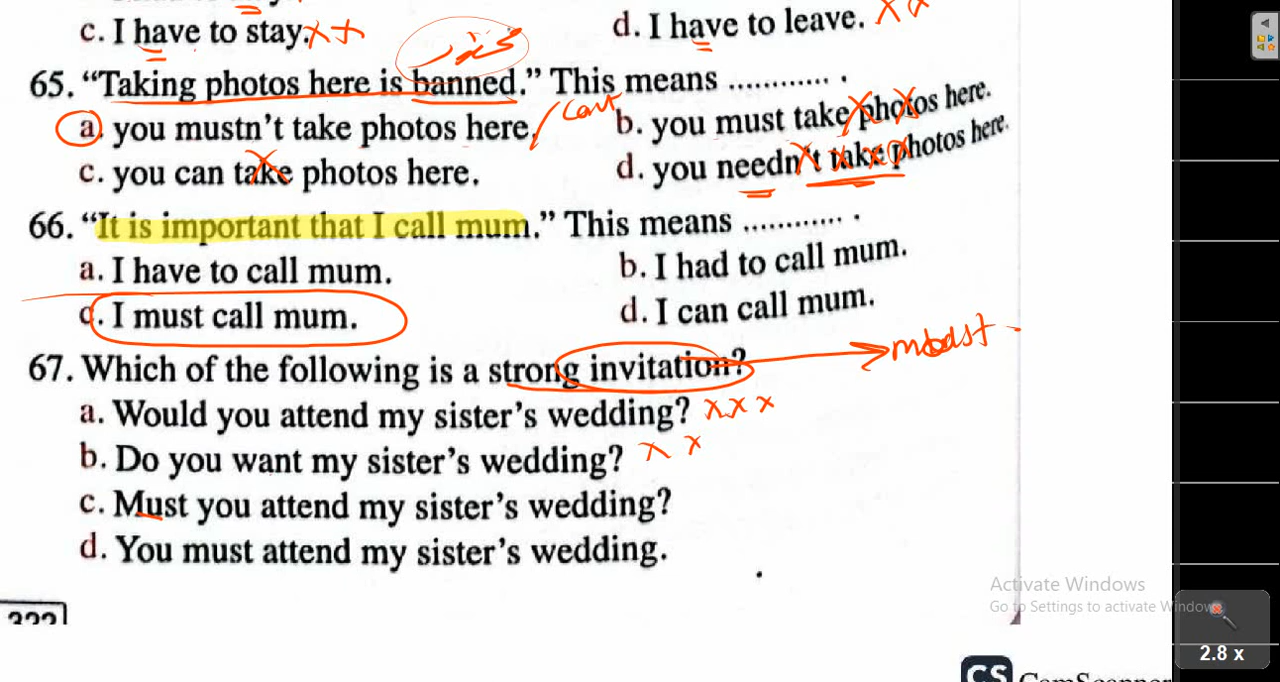 c. I have to stay.
d. I have to leave.
65. “Taking photos here is banned.” This means ............ .
a. you mustn’t take photos here.
b. you must take photos here.
c. you can take photos here.
d. you needn’t take photos here.
66. “It is important that I call mum.” This means ............ .
a. I have to call mum.
b. I had to call mum.
c. I must call mum.
d. I can call mum.
67. Which of the following is a strong invitation?
a. Would you attend my sister’s wedding?
b. Do you want my sister’s wedding?
c. Must you attend my sister’s wedding?
d. You must attend my sister’s wedding.
322
Activate Windows
Go to Settings to activate Windows.
2.8 x
CS CamScanner